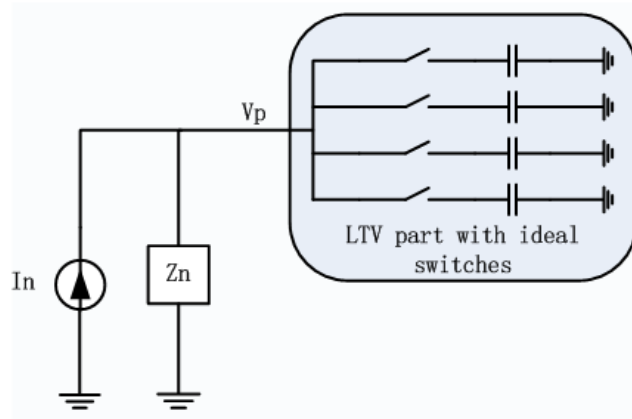 Vp
In
Zn
LTV part with ideal
switches